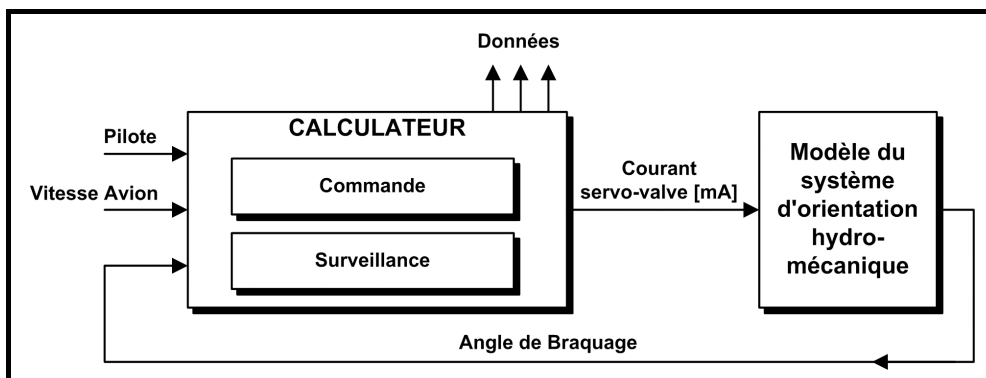 Données
CALCULATEUR
Pilote
Commande
Vitesse Avion
Surveillance
Courant
servo-valve [mA]
Modèle du
système
d'orientation
hydro-
mécanique
Angle de Braquage